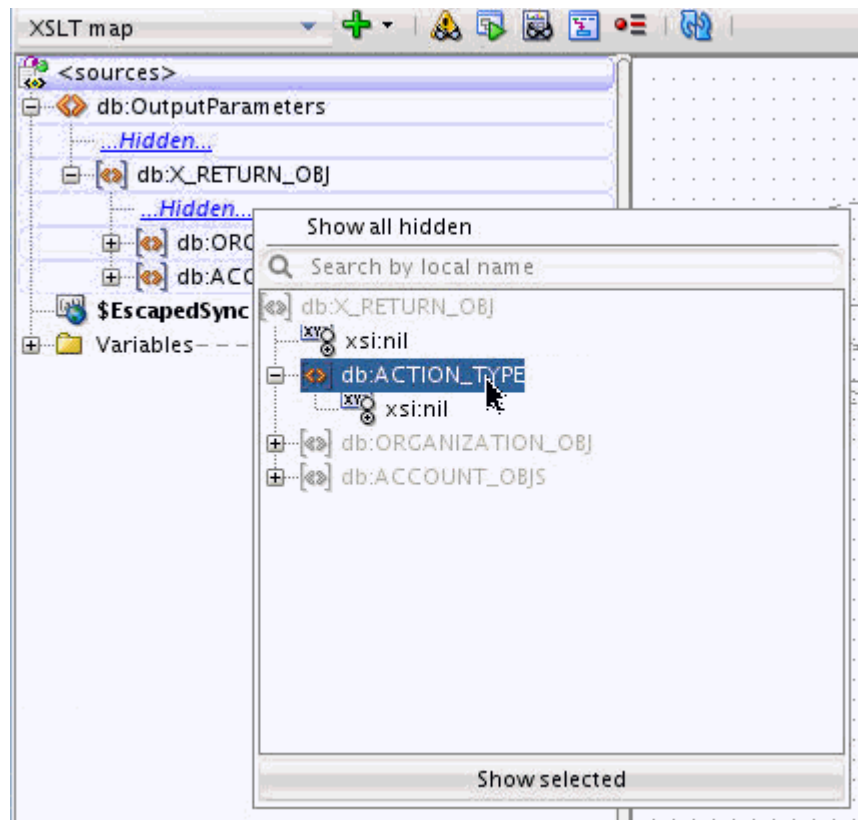 XSLT map
<sources>
db:OutputParameters
...Hidden...
db:X_RETURN_OBJ
...Hidden...
db:ORG
db:ACC
$EscapedSync
Variables
Show all hidden
Search by local name
db:X_RETURN_OBJ
xsi:nil
db:ACTION_TYPE
xsi:nil
db:ORGANIZATION_OBJ
db:ACCOUNT_OBJS
Show selected